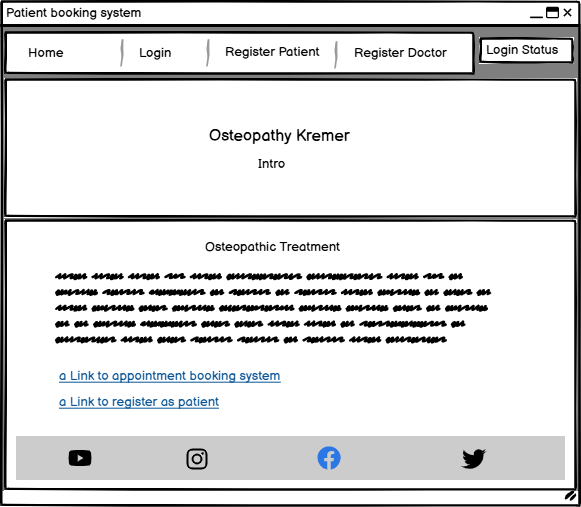 Patient booking system
Home
Login
Register Patient
Register Doctor
Login Status
Osteopathy Kremer
Intro
Osteopathic Treatment
a Link to appointment booking system
a Link to register as patient